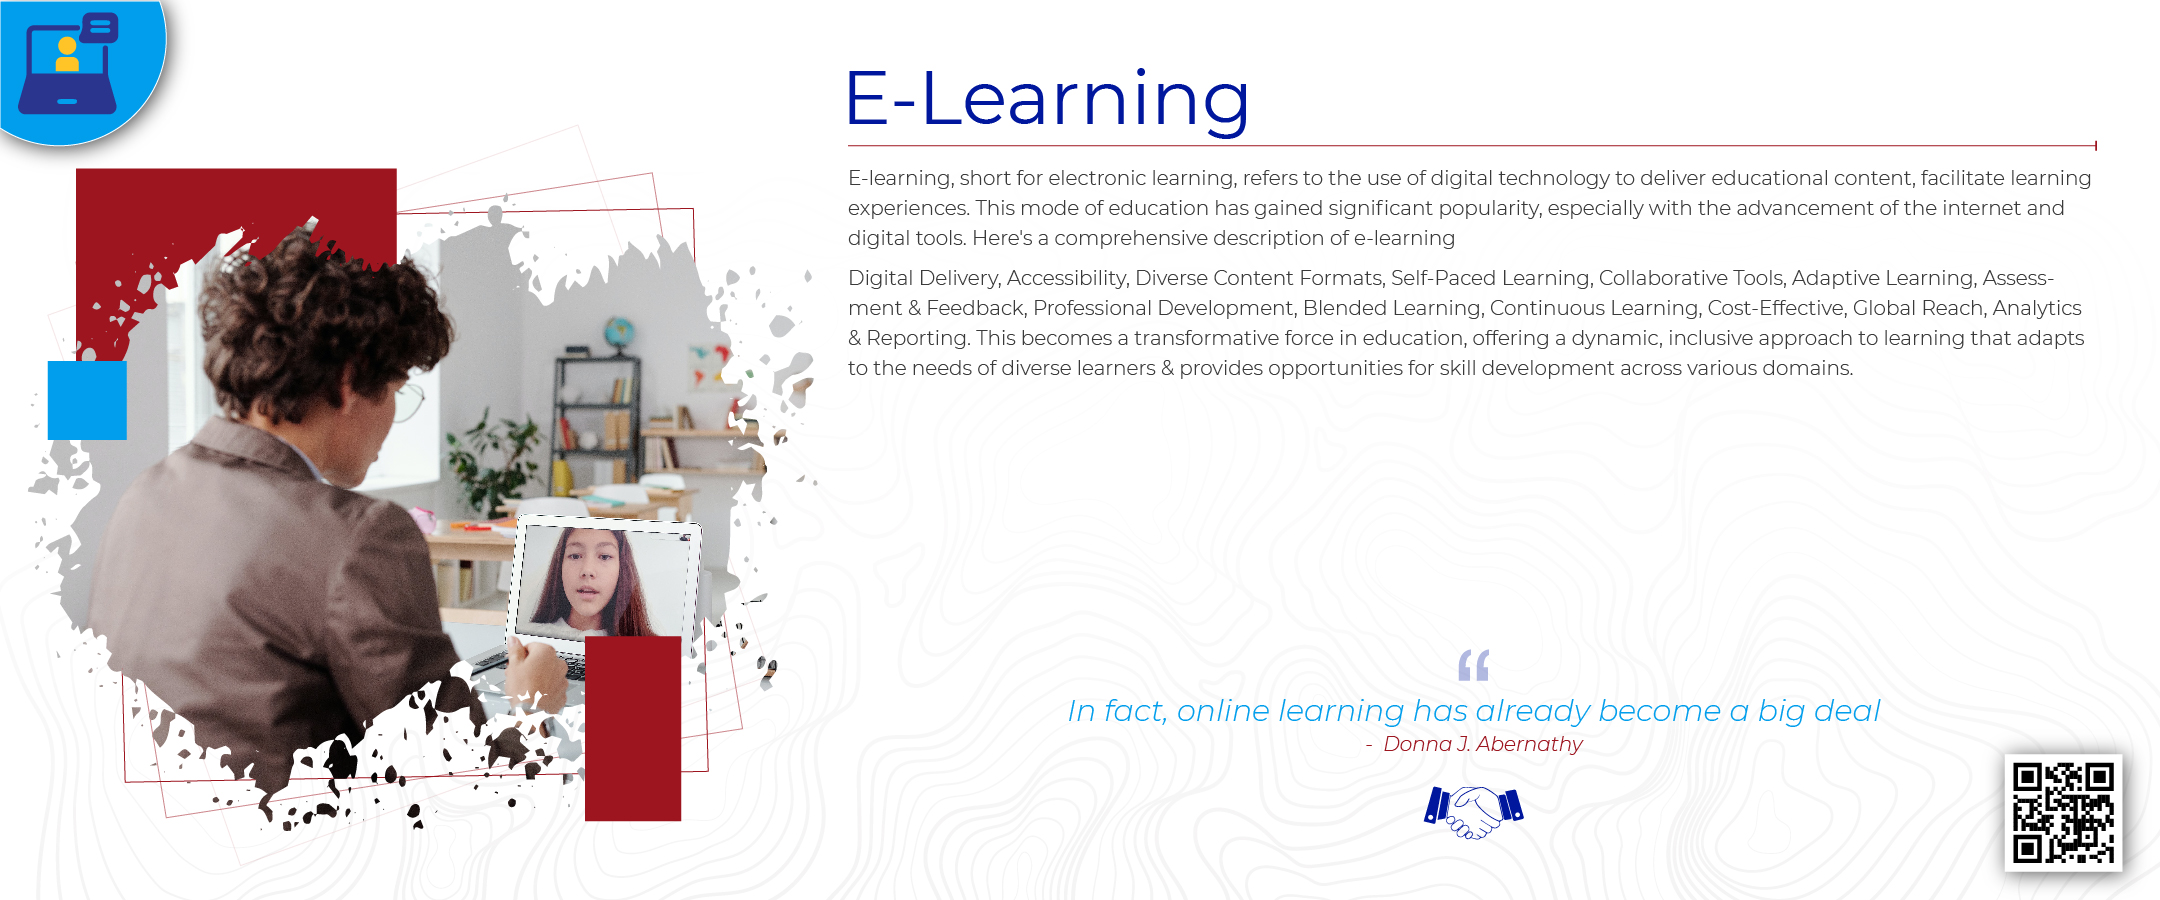 E-Learning
E-learning, short for electronic learning, refers to the use of digital technology to deliver educational content, facilitate learning
experiences. This mode of education has gained significant popularity, especially with the advancement of the internet and
digital tools. Here's a comprehensive description of e-learning
Digital Delivery, Accessibility, Diverse Content Formats, Self-Paced Learning, Collaborative Tools, Adaptive Learning, Assess-
ment & Feedback, Professional Development, Blended Learning, Continuous Learning, Cost-Effective, Global Reach, Analytics
& Reporting. This becomes a transformative force in education, offering a dynamic, inclusive approach to learning that adapts
to the needs of diverse learners & provides opportunities for skill development across various domains.
“
In fact, online learning has already become a big deal
- Donna J. Abernathy